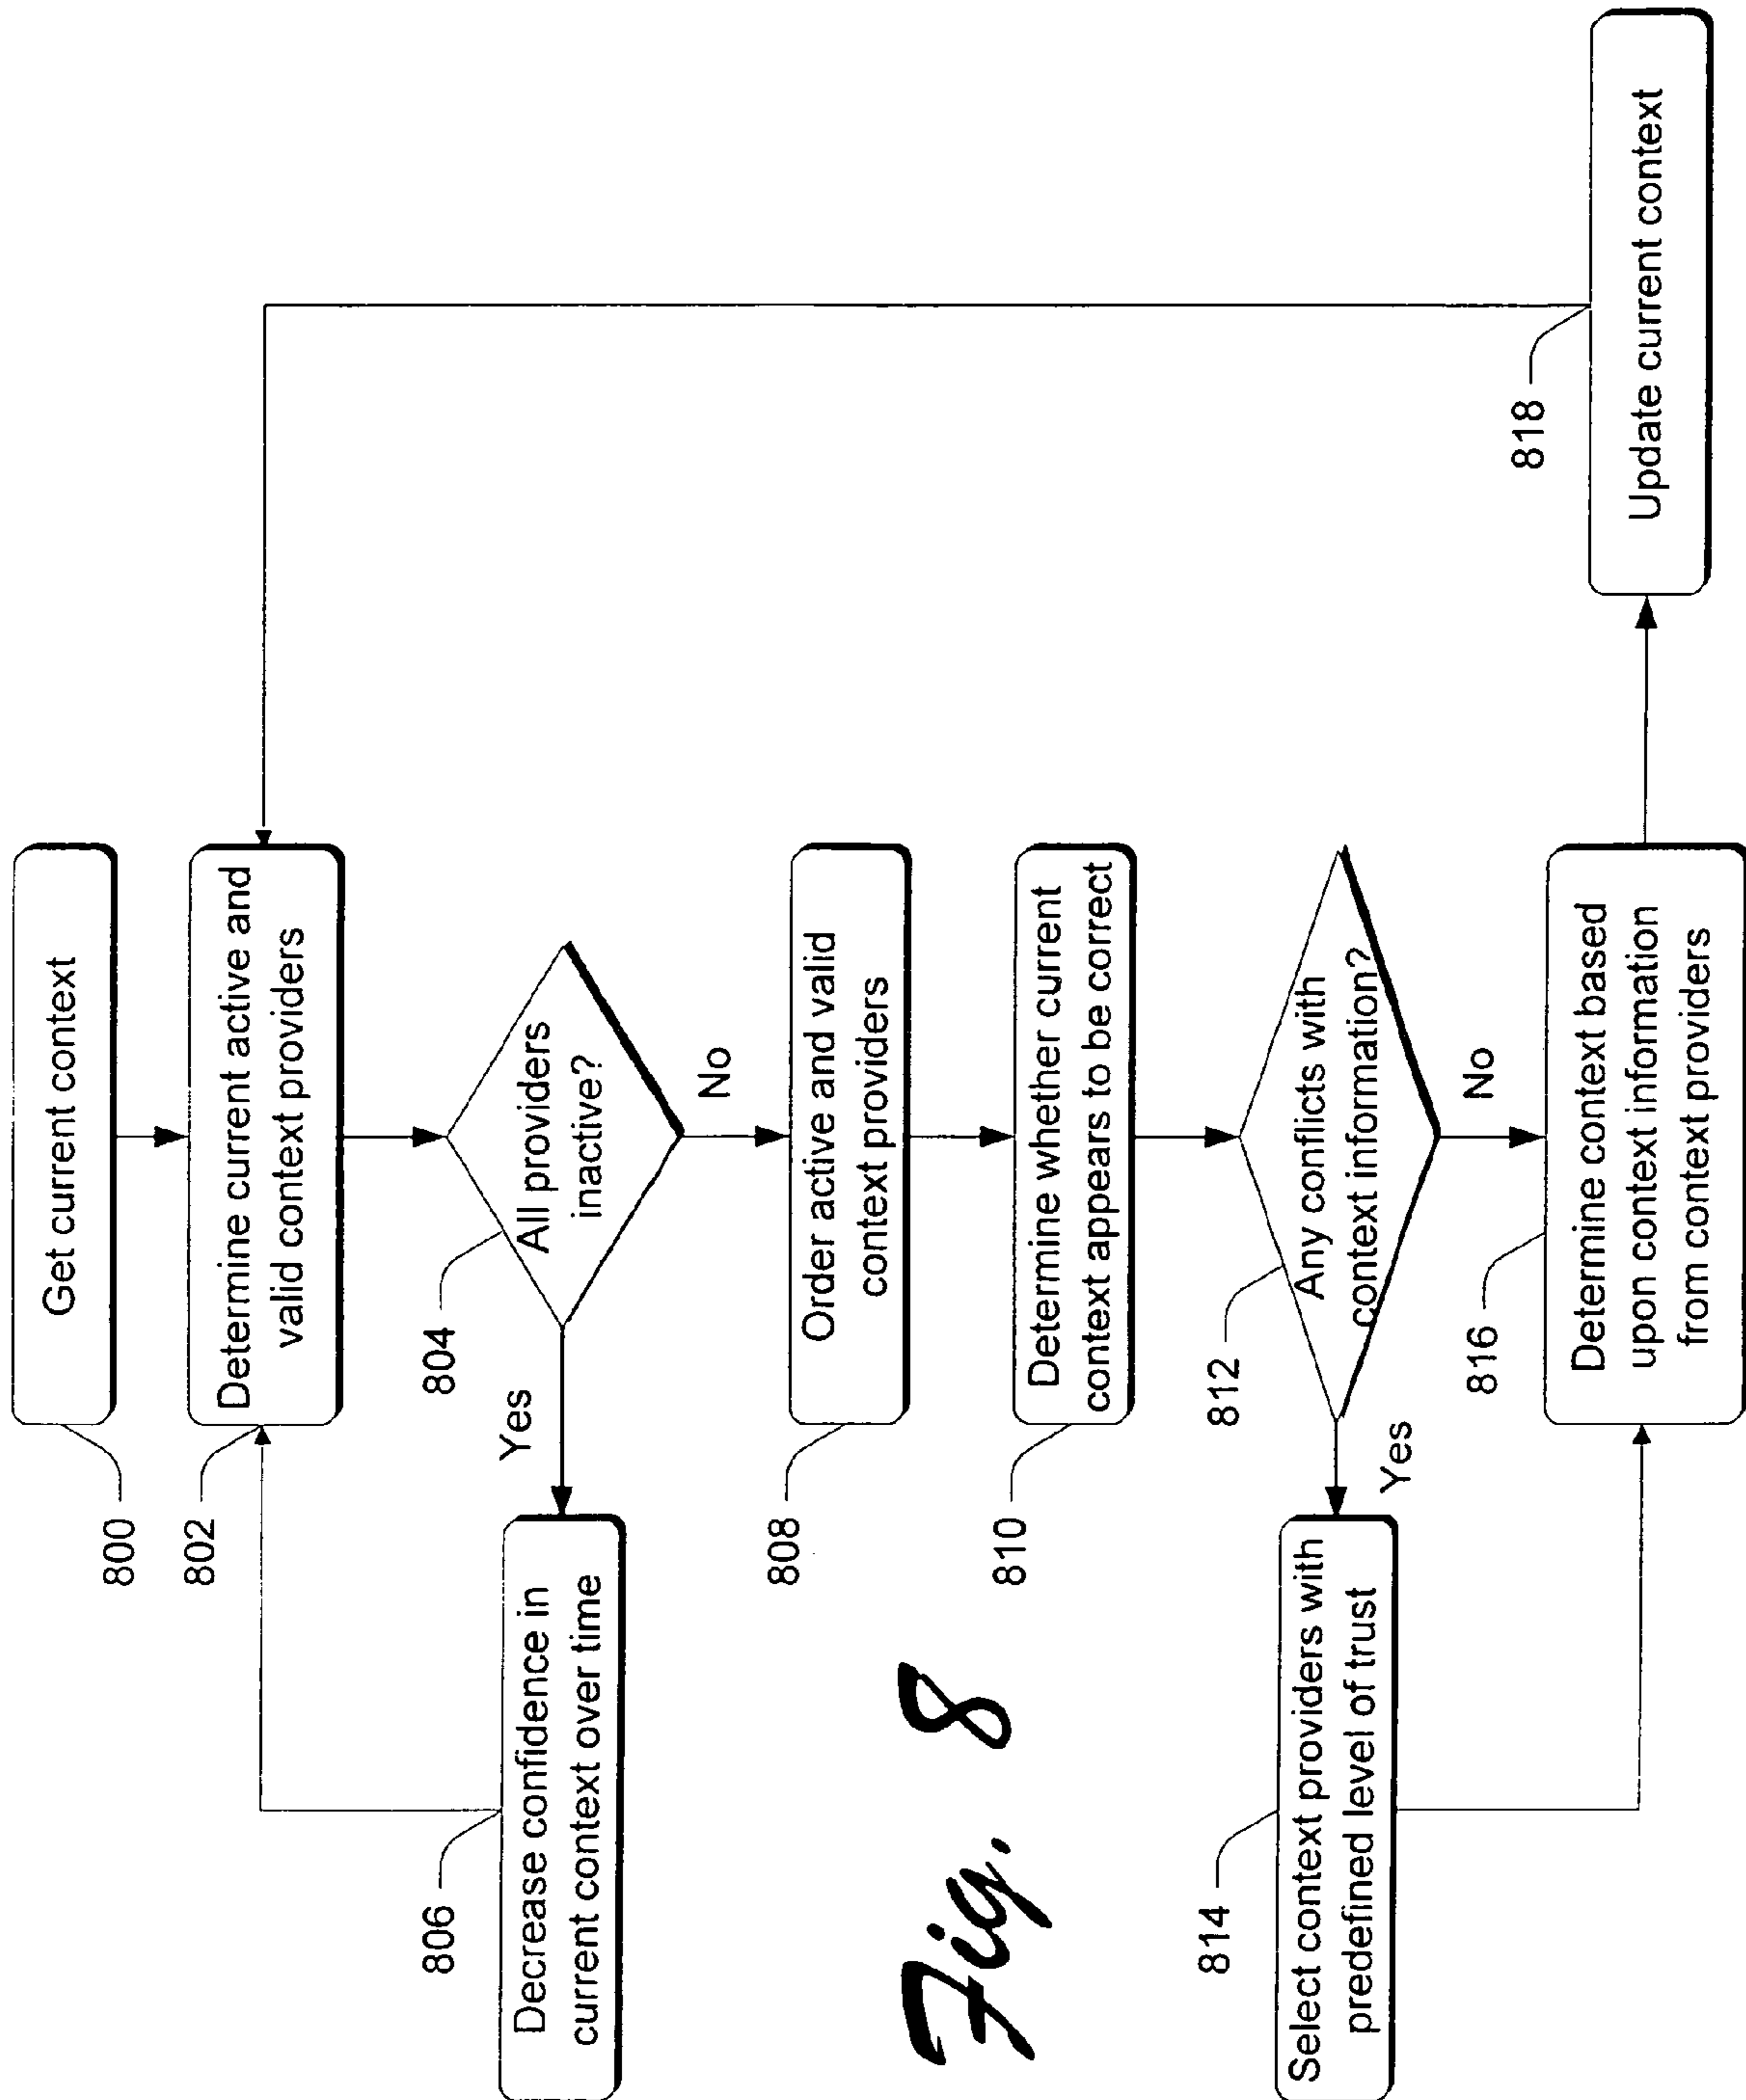 Get current context
800
Determine current active and
valid context providers
802
All providers
inactive?
804
Yes
No
Decrease confidence in
current context over time
806
Order active and valid
context providers
808
Determine whether current
context appears to be correct
810
Any conflicts with
context information?
812
Yes
No
Select context providers with
predefined level of trust
814
Determine context based
upon context information
from context providers
816
Update current context
818
Fig. 8